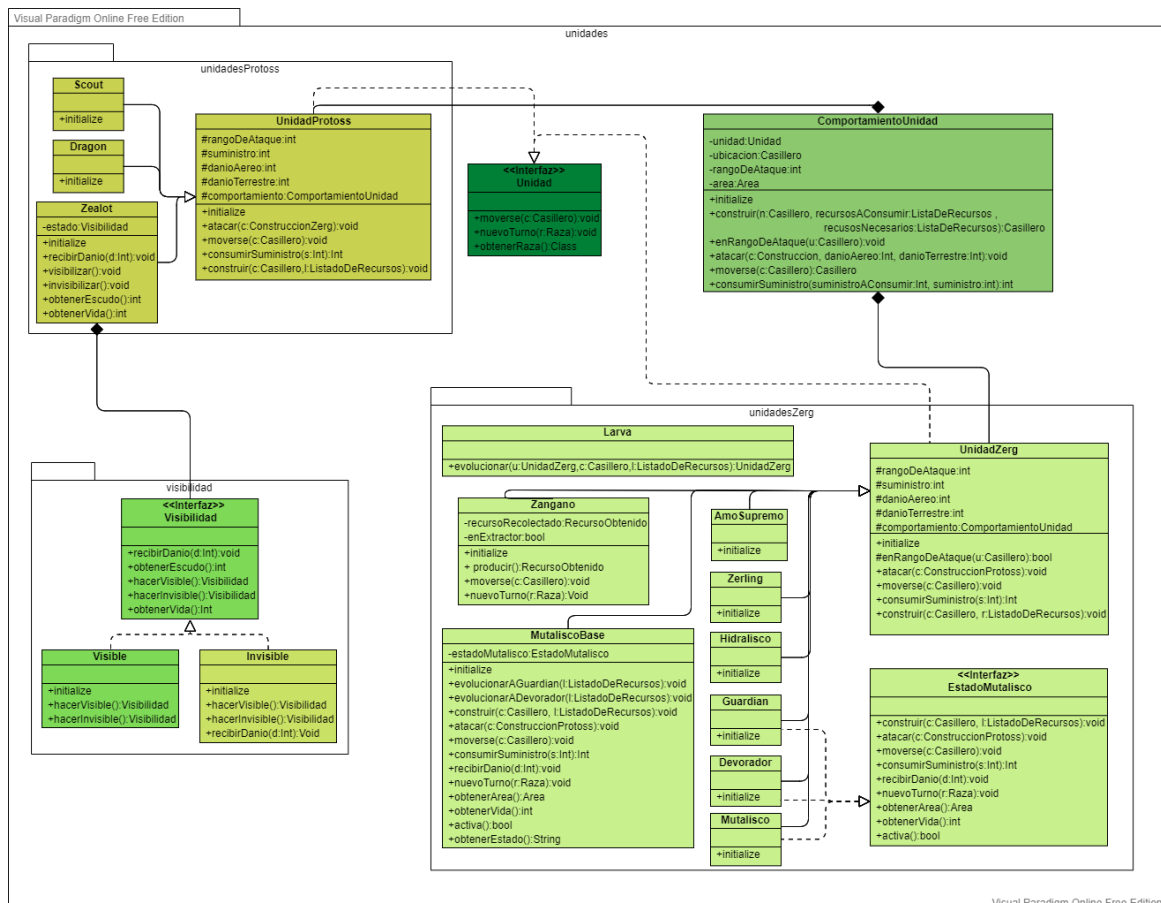 Visual Paradigm Online Free Edition
unidades
unidadesProtoss
Scout
+initialize
Dragon
+initialize
Zealot
-estado:Visibilidad
+initialize
+recibirDanio(d:Int):void
+visibilizar():void
+invisibilizar():void
+obtenerEscudo():int
+obtenerVida():int
UnidadProtoss
#rangoDeAtaque:int
#suministro:int
#danioAereo:int
#danioTerrestre:int
#comportamiento:ComportamientoUnidad
+initialize
+atacar(c:ConstruccionZerg):void
+moverse(c:Casillero):void
+consumirSuministro(s:Int):Int
+construir(c:Casillero,l:ListadoDeRecursos):void
<<Interfaz>>
Unidad
+moverse(c:Casillero):void
+nuevoTurno(r:Raza):void
+obtenerRaza():Class
ComportamientoUnidad
-unidad:Unidad
-ubicacion:Casillero
-rangoDeAtaque:int
-area:Area
+initialize
+construir(n:Casillero, recursosAConsumir:ListaDeRecursos ,
recusosNecesarios:ListaDeRecursos):Casillero
+enRangoDeAtaque(u:Casillero):void
+atacar(c:Construccion, danioAereo:Int, danioTerrestre:Int):void
+moverse(c:Casillero):Casillero
+consumirSuministro(suministroAConsumir:Int, suministro:int):int
visibilidad
<<Interfaz>>
Visibilidad
+recibirDanio(d:Int):void
+obtenerEscudo():int
+hacerVisible():Visibilidad
+hacerInvisible():Visibilidad
+obtenerVida():Int
Visible
+initialize
+hacerVisible():Visibilidad
+hacerInvisible():Visibilidad
Invisible
+initialize
+hacerVisible():Visibilidad
+hacerInvisible():Visibilidad
+recibirDanio(d:Int):Void
unidadesZerg
Larva
+evolucionar(u:UnidadZerg,c:Casillero,l:ListadoDeRecursos):UnidadZerg
Zangano
-recursoRecolectado:RecursoObtenido
-enExtractor:bool
+initialize
+ producir():RecursoObtenido
+moverse(c:Casillero):void
+nuevoTurno(r:Raza):Void
MutaliscoBase
-estadoMutalisco:EstadoMutalisco
+initialize
+evolucionarAGuardian(l:ListadoDeRecursos):void
+evolucionarADevorador(l:ListadoDeRecursos):void
+construir(c:Casillero, l:ListadoDeRecursos):void
+atacar(c:ConstruccionProtoss):void
+moverse(c:Casillero):void
+consumirSuministro(s:Int):Int
+recibirDanio(d:Int):void
+nuevoTurno(r:Raza):void
+obtenerArea():Area
+obtenerVida():int
+activa():bool
+obtenerEstado():String
AmoSupremo
+initialize
Zerling
+initialize
Hidralisco
+initialize
Guardian
+initialize
Devorador
+initialize
Mutalisco
+initialize
UnidadZerg
#rangoDeAtaque:int
#suministro:int
#danioAereo:int
#danioTerrestre:int
#comportamiento:ComportamientoUnidad
+initialize
#enRangoDeAtaque(u:Casillero):bool
+atacar(c:ConstruccionProtoss):void
+moverse(c:Casillero):void
+consumirSuministro(s:Int):Int
+construir(c:Casillero, r:ListadoDeRecursos):void
<<Interfaz>>
EstadoMutalisco
+construir(c:Casillero, l:ListadoDeRecursos):void
+atacar(c:ConstruccionProtoss):void
+moverse(c:Casillero):void
+consumirSuministro(s:Int):Int
+recibirDanio(d:Int):void
+nuevoTurno(r:Raza):void
+obtenerArea():Area
+obtenerVida():int
+activa():bool
Visual Paradigm Online Free Edition